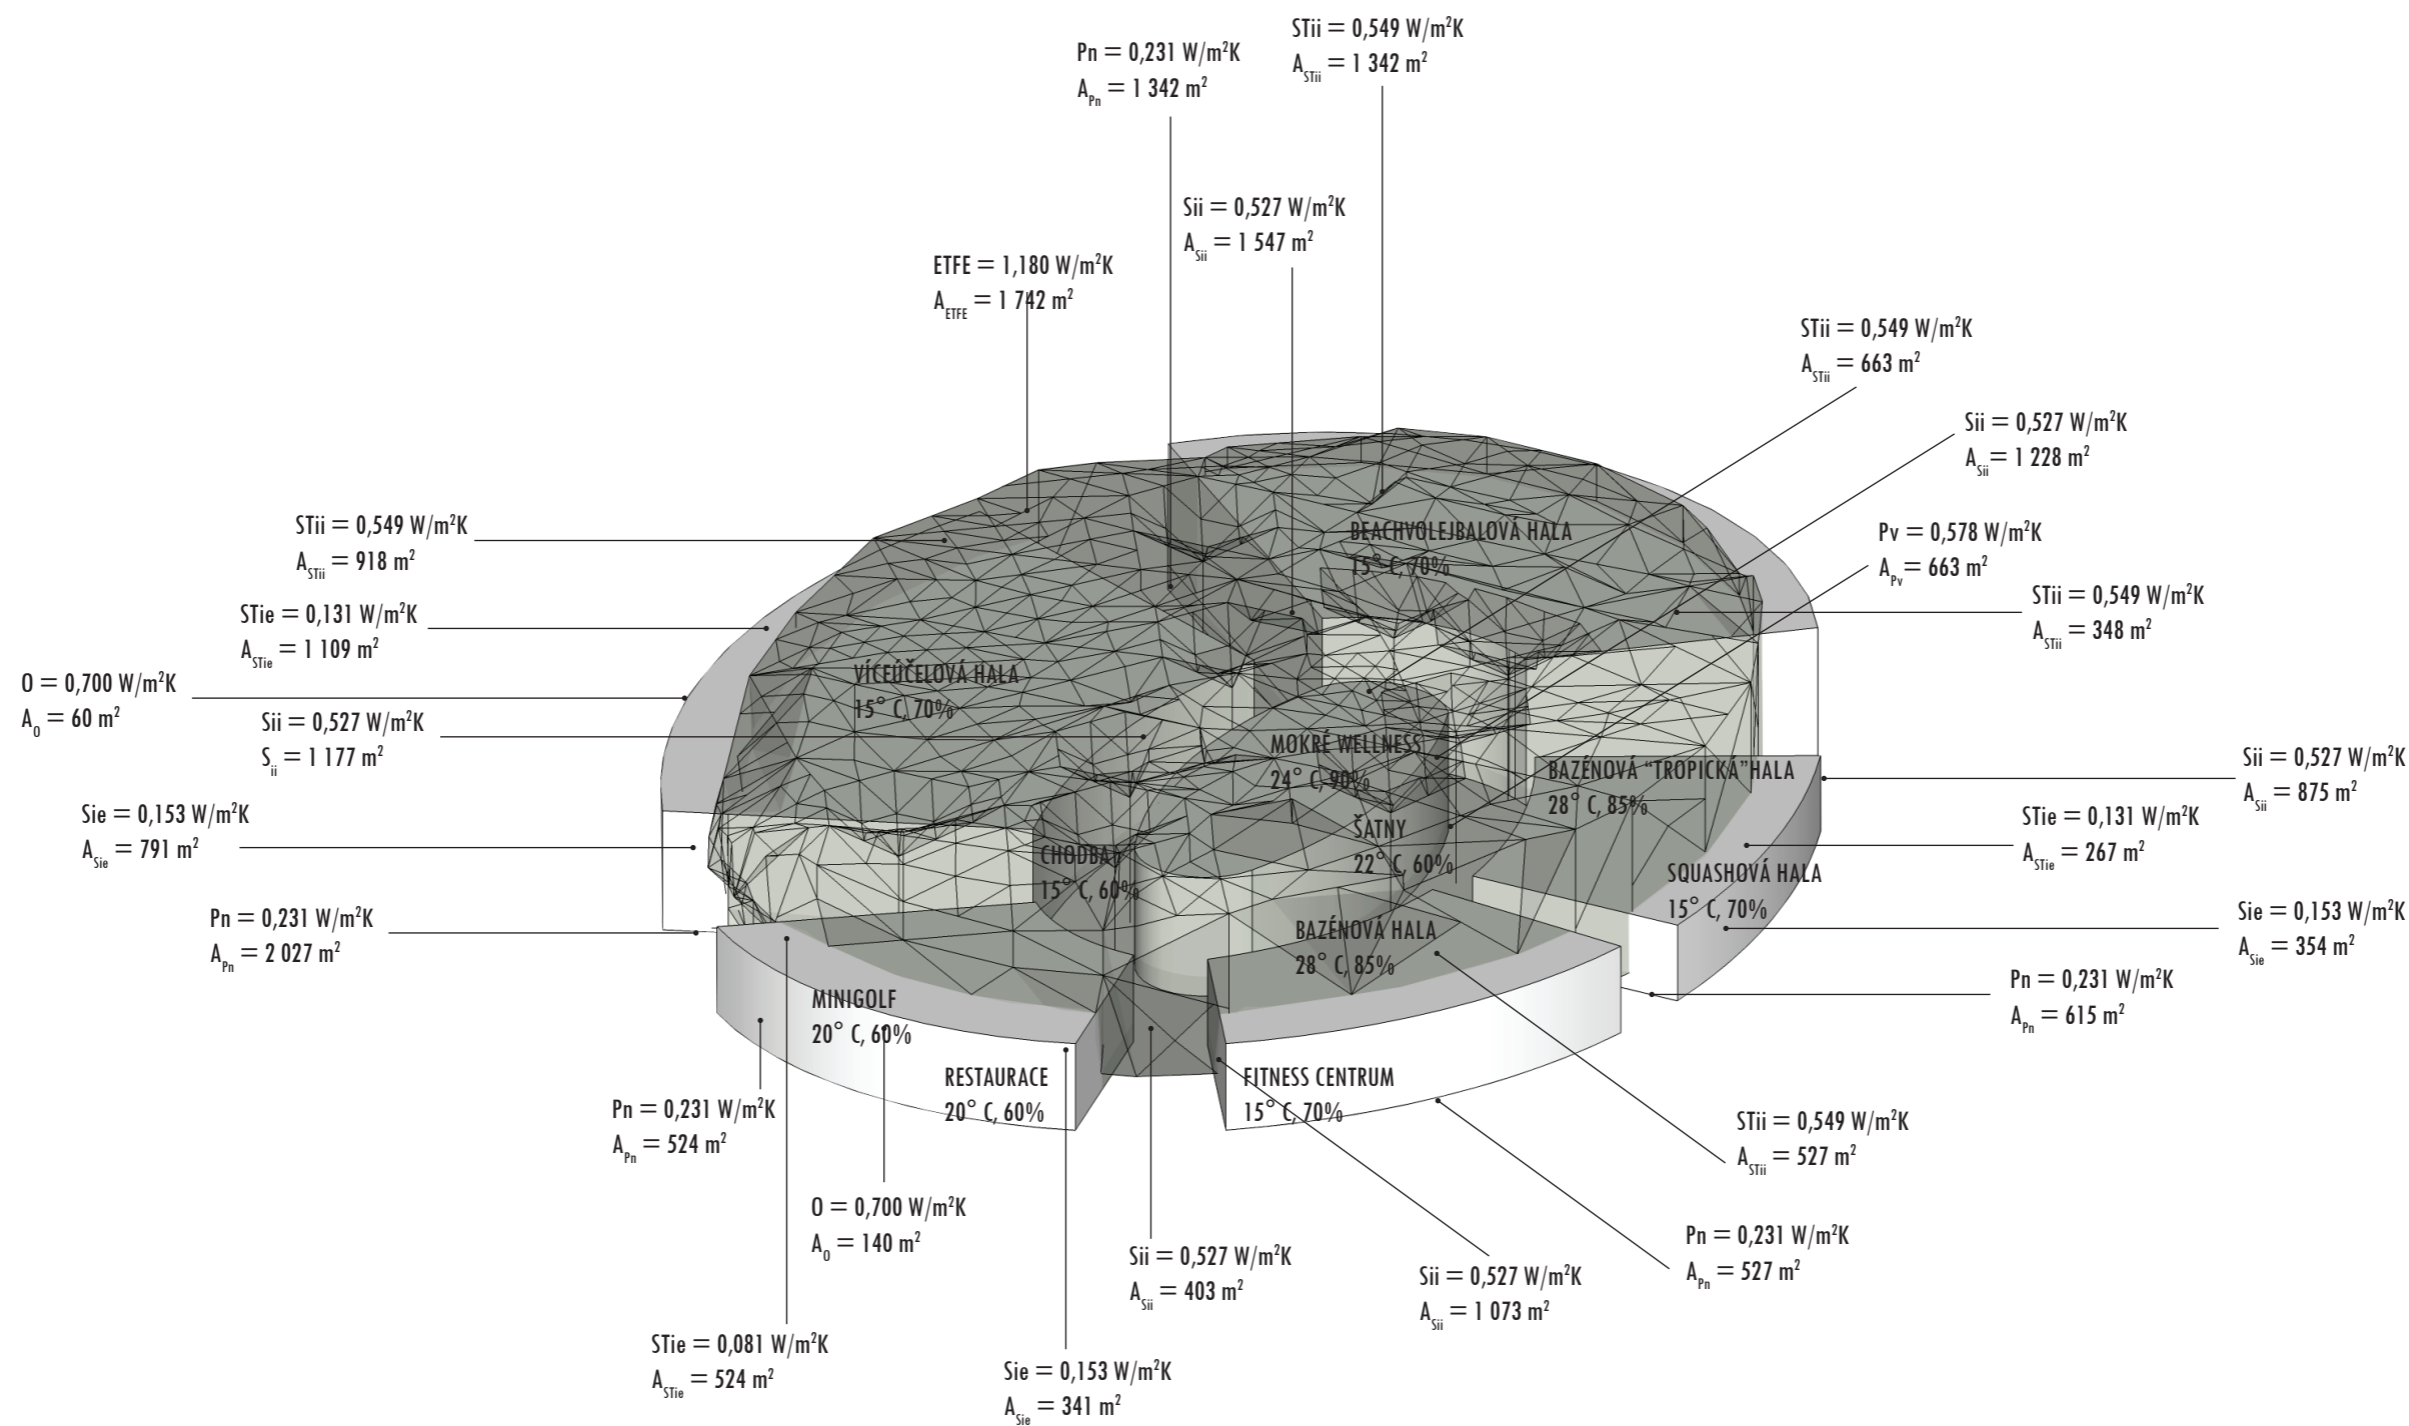 STii = 0,549 W/m²K
A_STii = 1 342 m²
Pn = 0,231 W/m²K
A_Pn = 1 342 m²
Sii = 0,527 W/m²K
A_Sii = 1 547 m²
ETFE = 1,180 W/m²K
A_ETFE = 1 742 m²
STii = 0,549 W/m²K
A_STii = 663 m²
Sii = 0,527 W/m²K
A_Sii = 1 228 m²
Pv = 0,578 W/m²K
A_Pv = 663 m²
STii = 0,549 W/m²K
A_STii = 348 m²
STii = 0,549 W/m²K
A_STii = 918 m²
STie = 0,131 W/m²K
A_STie = 1 109 m²
O = 0,700 W/m²K
A_O = 60 m²
Sii = 0,527 W/m²K
S_ii = 1 177 m²
Sie = 0,153 W/m²K
A_Sie = 791 m²
Pn = 0,231 W/m²K
A_Pn = 2 027 m²
BEACHVOLEJBALOVÁ HALA
15° C, 70%
VÍCEÚČELOVÁ HALA
15° C, 70%
MOKRÉ WELLNESS
24° C, 90%
BAZÉNOVÁ “TROPICKÁ”HALA
28° C, 85%
ŠATNY
22° C, 60%
CHODBA
15° C, 60%
SQUASHOVÁ HALA
15° C, 70%
BAZÉNOVÁ HALA
28° C, 85%
MINIGOLF
20° C, 60%
RESTAURACE
20° C, 60%
FITNESS CENTRUM
15° C, 70%
Sii = 0,527 W/m²K
A_Sii = 875 m²
STie = 0,131 W/m²K
A_STie = 267 m²
Sie = 0,153 W/m²K
A_Sie = 354 m²
Pn = 0,231 W/m²K
A_Pn = 615 m²
STii = 0,549 W/m²K
A_STii = 527 m²
Pn = 0,231 W/m²K
A_Pn = 527 m²
Pn = 0,231 W/m²K
A_Pn = 524 m²
O = 0,700 W/m²K
A_O = 140 m²
Sii = 0,527 W/m²K
A_Sii = 403 m²
Sii = 0,527 W/m²K
A_Sii = 1 073 m²
STie = 0,081 W/m²K
A_STie = 524 m²
Sie = 0,153 W/m²K
A_Sie = 341 m²